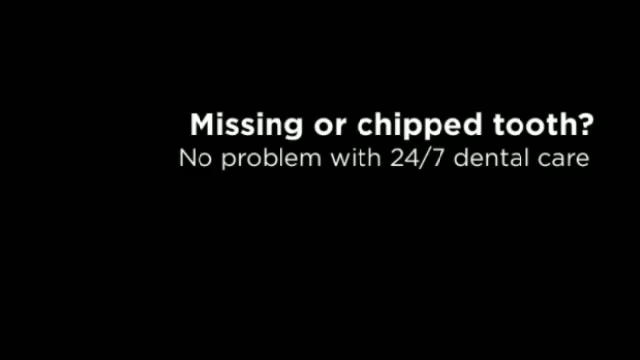 Missing or chipped tooth?
No problem with 24/7 dental care